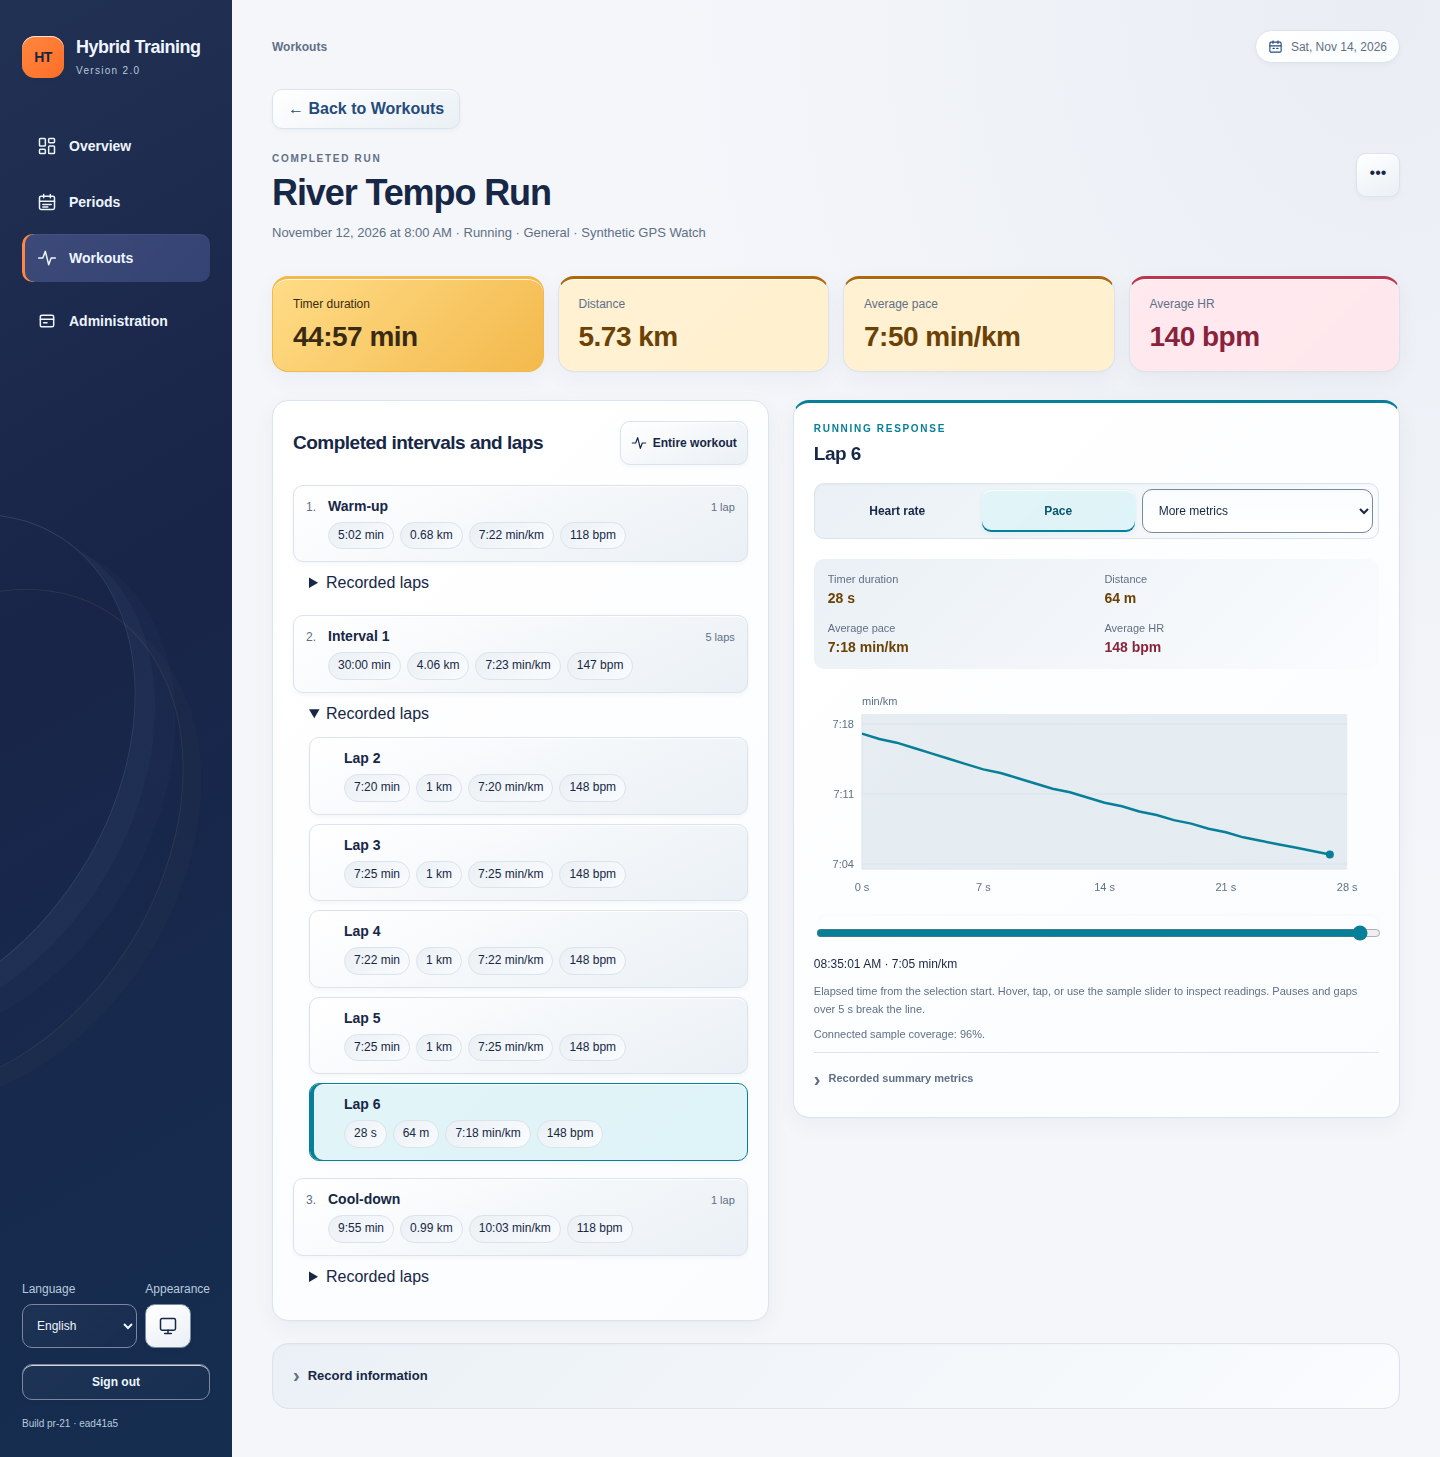 HT
Hybrid Training
Version 2.0
Overview
Periods
Workouts
Administration
Language
Appearance
English
Sign out
Build pr-21 · ead41a5
Workouts
Sat, Nov 14, 2026
← Back to Workouts
COMPLETED RUN
River Tempo Run
•••
November 12, 2026 at 8:00 AM · Running · General · Synthetic GPS Watch
Timer duration
44:57 min
Distance
5.73 km
Average pace
7:50 min/km
Average HR
140 bpm
Completed intervals and laps
Entire workout
1. Warm-up 1 lap
5:02 min 0.68 km 7:22 min/km 118 bpm
Recorded laps
2. Interval 1 5 laps
30:00 min 4.06 km 7:23 min/km 147 bpm
Recorded laps
Lap 2
7:20 min 1 km 7:20 min/km 148 bpm
Lap 3
7:25 min 1 km 7:25 min/km 148 bpm
Lap 4
7:22 min 1 km 7:22 min/km 148 bpm
Lap 5
7:25 min 1 km 7:25 min/km 148 bpm
Lap 6
28 s 64 m 7:18 min/km 148 bpm
3. Cool-down 1 lap
9:55 min 0.99 km 10:03 min/km 118 bpm
Recorded laps
RUNNING RESPONSE
Lap 6
Heart rate Pace More metrics
Timer duration
28 s
Distance
64 m
Average pace
7:18 min/km
Average HR
148 bpm
min/km
7:18
7:11
7:04
0 s 7 s 14 s 21 s 28 s
08:35:01 AM · 7:05 min/km
Elapsed time from the selection start. Hover, tap, or use the sample slider to inspect readings. Pauses and gaps
over 5 s break the line.
Connected sample coverage: 96%.
› Recorded summary metrics
› Record information